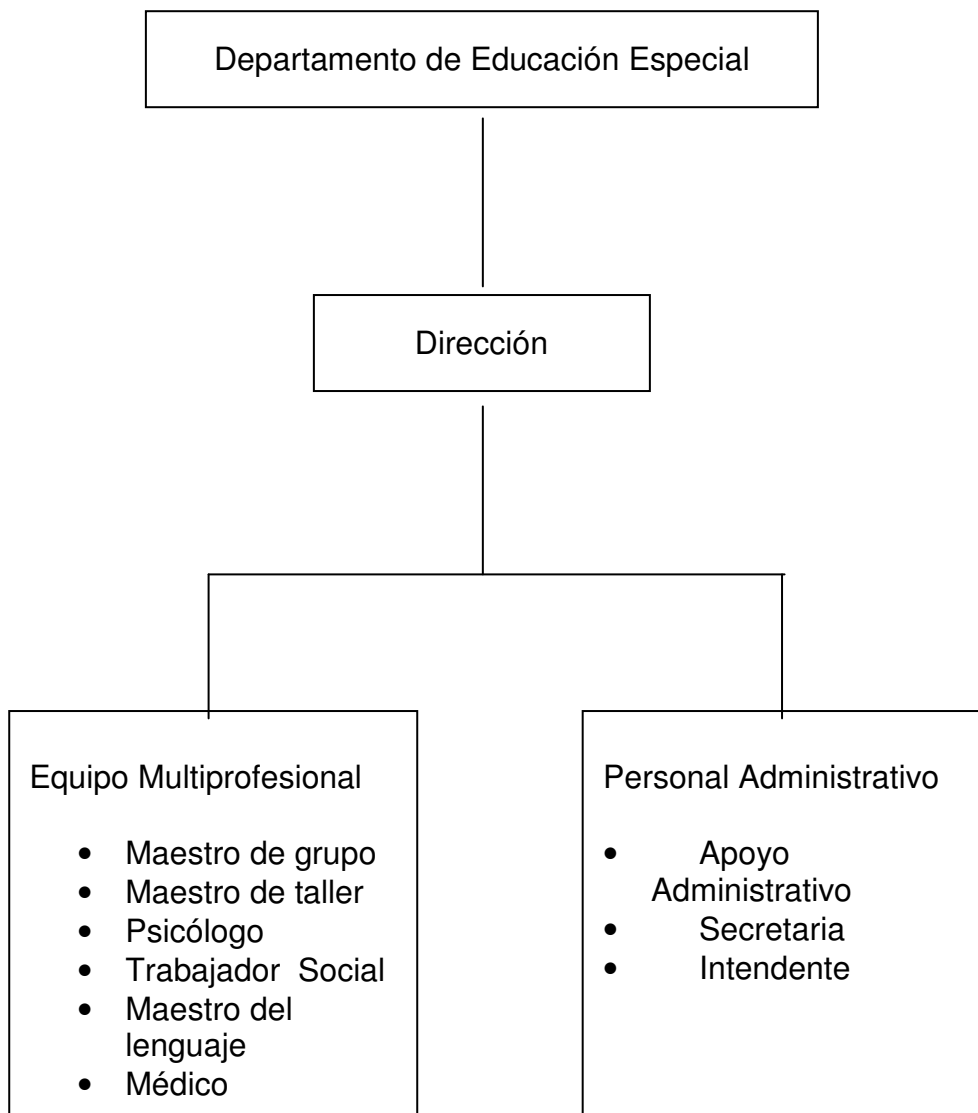 Departamento de Educación Especial
Dirección
Equipo Multiprofesional
• Maestro de grupo
• Maestro de taller
• Psicólogo
• Trabajador Social
• Maestro del
lenguaje
• Médico
Personal Administrativo
• Apoyo
Administrativo
• Secretaria
• Intendente